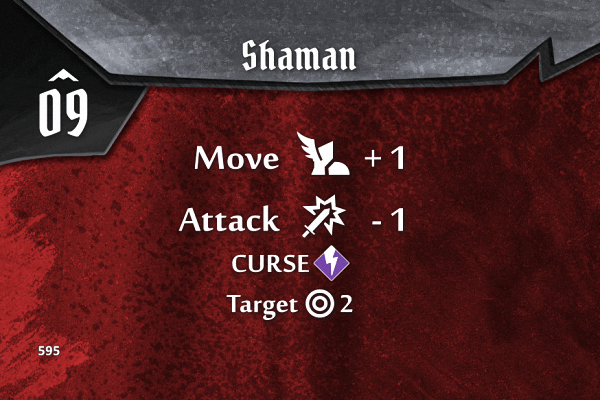 Shaman
09
Move + 1
Attack - 1
CURSE
Target 2
595